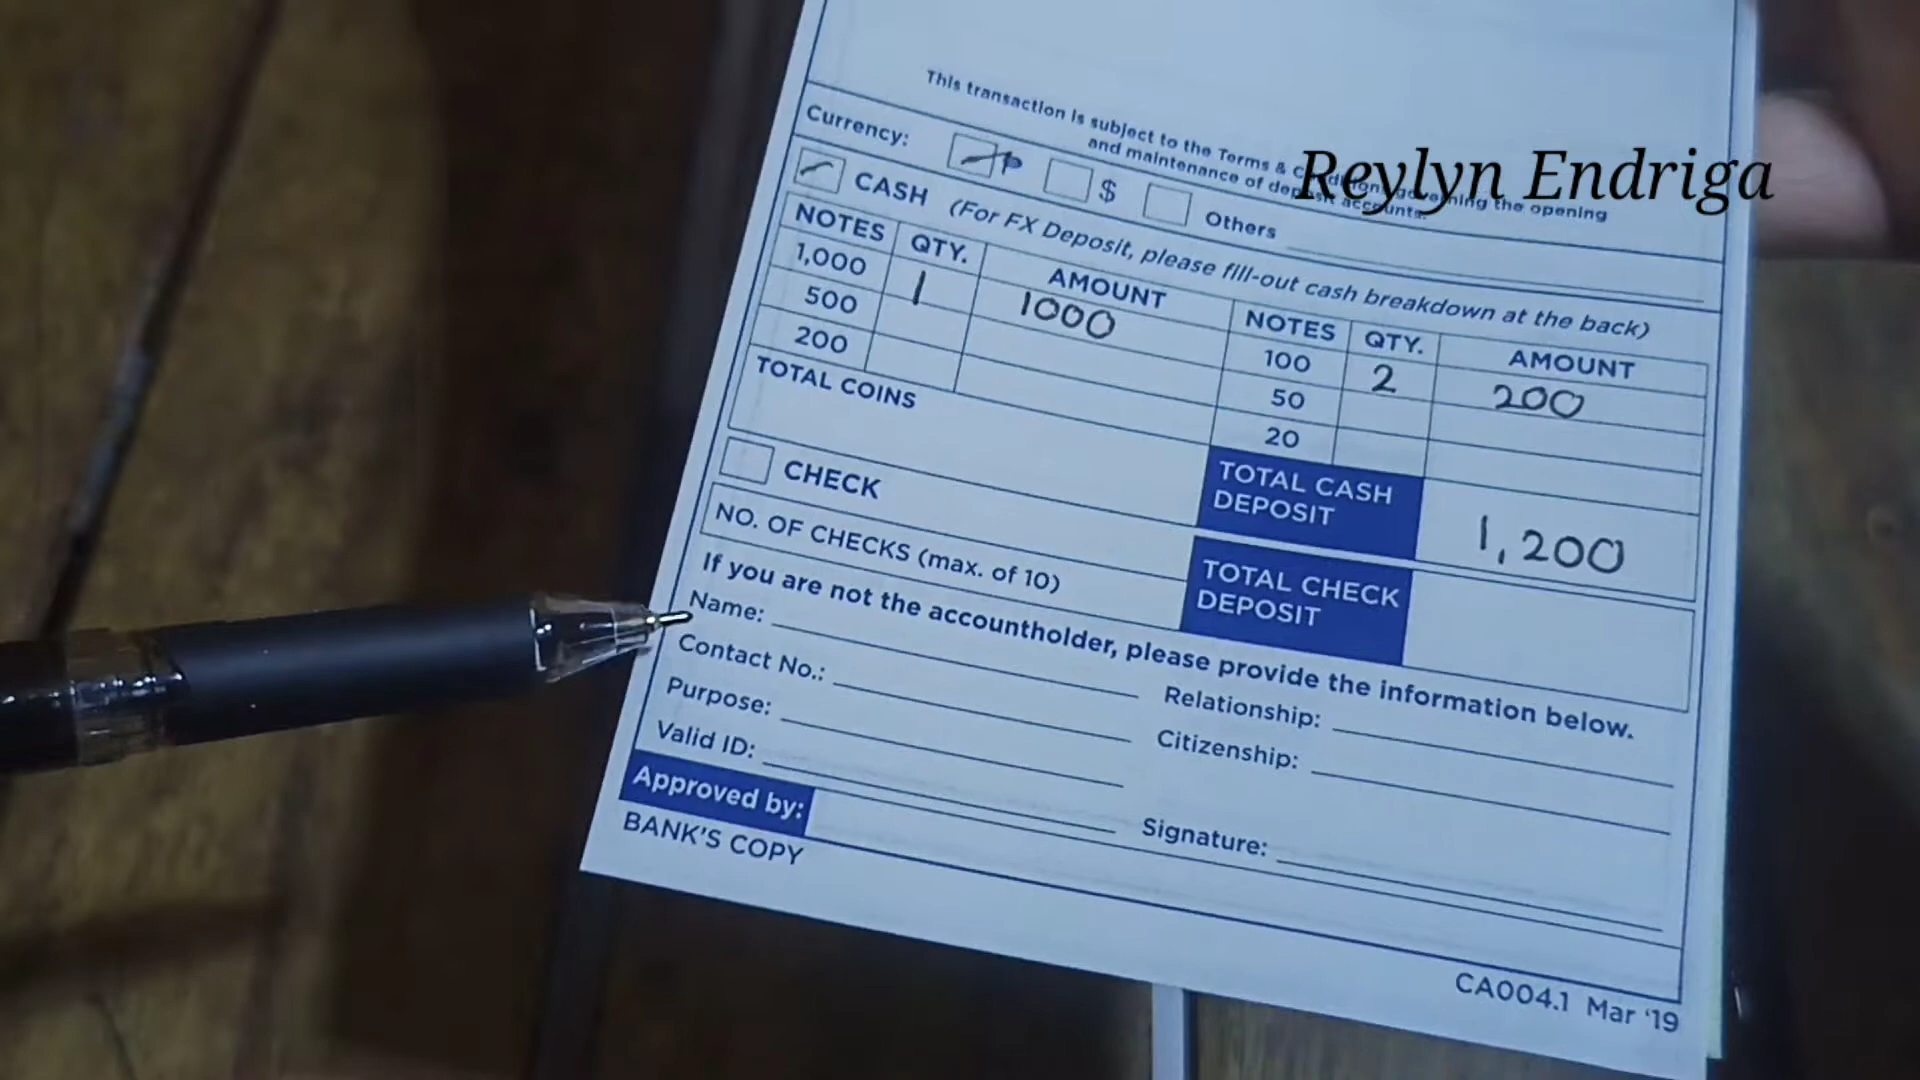 This transaction is subject to the Terms & Conditions governing the opening
and maintenance of deposit accounts.
Reylyn Endriga
Currency: ₱ $ Others
CASH (For FX Deposit, please fill-out cash breakdown at the back)
NOTES QTY. AMOUNT NOTES QTY. AMOUNT
1,000 1 1000 100 2 200
500 50
200 20
TOTAL COINS
TOTAL CASH
DEPOSIT 1,200
CHECK
NO. OF CHECKS (max. of 10)
TOTAL CHECK
DEPOSIT
If you are not the accountholder, please provide the information below.
Name: Relationship:
Contact No.: Citizenship:
Purpose:
Valid ID: Signature:
Approved by:
BANK'S COPY
CA004.1 Mar '19